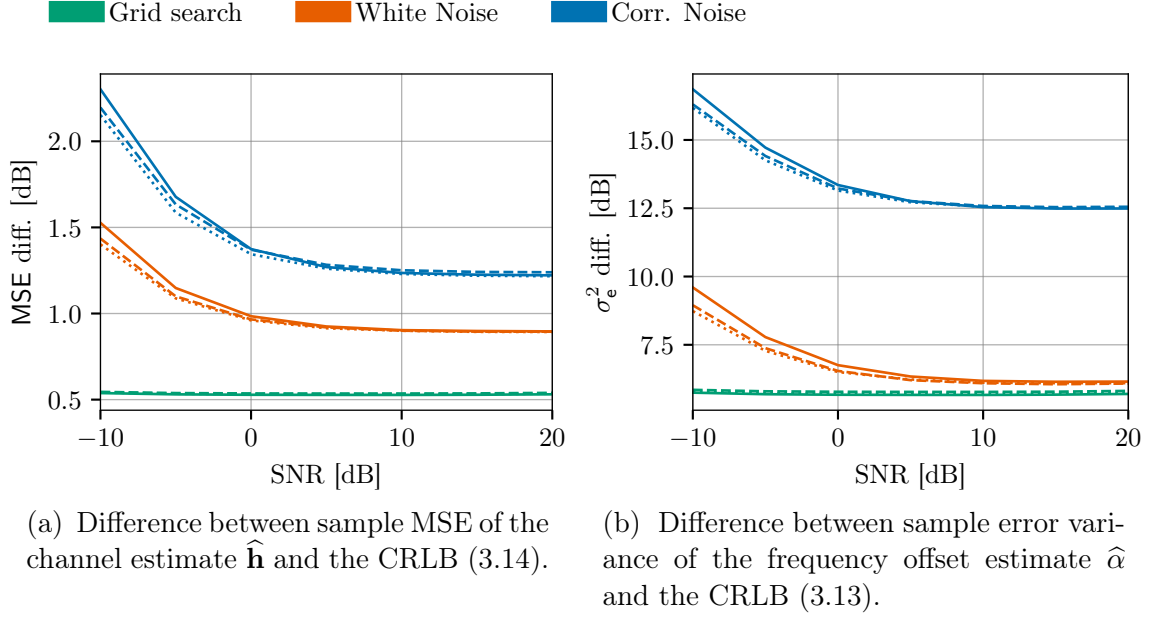 Grid search White Noise Corr. Noise
MSE diff. [dB]
2.0
1.5
1.0
0.5
−10 0 10 20
SNR [dB]
σ²ₑ diff. [dB]
15.0
12.5
10.0
7.5
−10 0 10 20
SNR [dB]
(a) Difference between sample MSE of the
channel estimate ĥ and the CRLB (3.14).
(b) Difference between sample error vari-
ance of the frequency offset estimate α̂
and the CRLB (3.13).